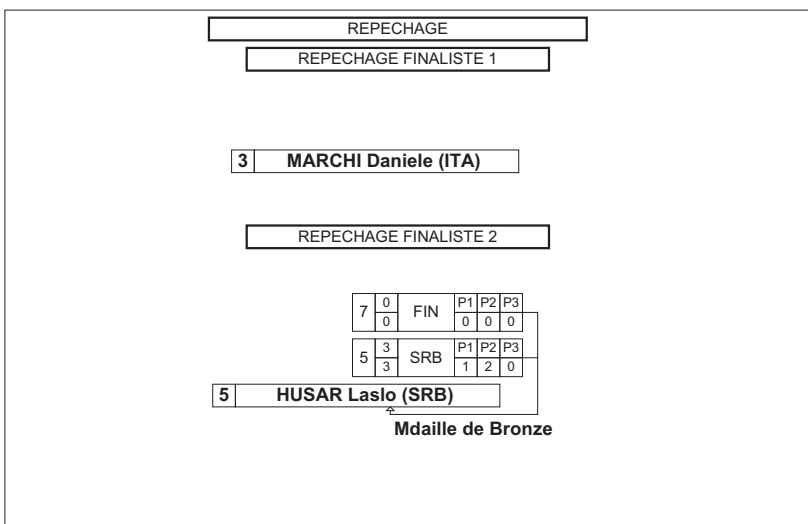 REPECHAGE
REPECHAGE FINALISTE 1
3 MARCHI Daniele (ITA)
REPECHAGE FINALISTE 2
7 0 FIN P1 P2 P3
0 0 0 0
5 3 SRB P1 P2 P3
3 1 2 0
5 HUSAR Laslo (SRB)
Mdaille de Bronze